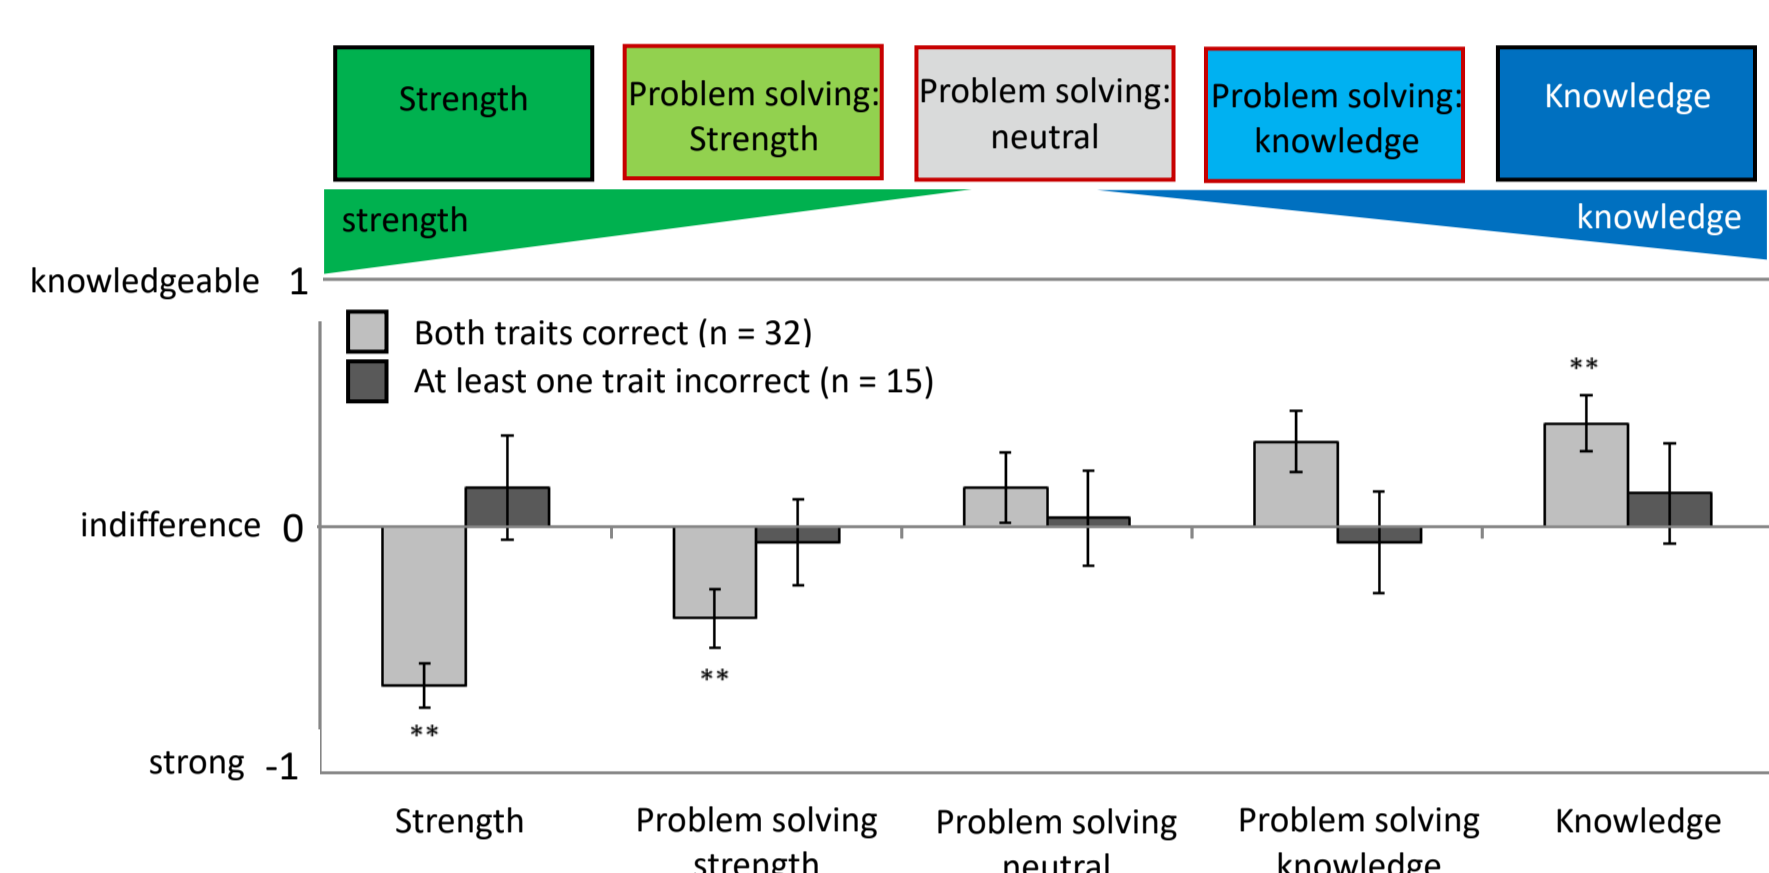 Strength
Problem solving:
Strength
Problem solving:
neutral
Problem solving:
knowledge
Knowledge
strength
knowledge
knowledgeable 1
Both traits correct (n = 32)
At least one trait incorrect (n = 15)
**
indifference 0
**
**
strong -1
Strength
Problem solving
strength
Problem solving
neutral
Problem solving
knowledge
Knowledge